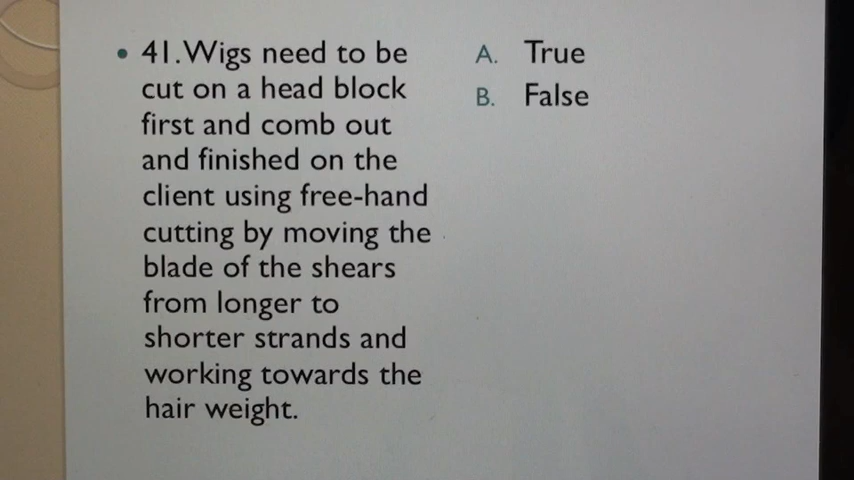 • 41.Wigs need to be
cut on a head block
first and comb out
and finished on the
client using free-hand
cutting by moving the
blade of the shears
from longer to
shorter strands and
working towards the
hair weight.
A. True
B. False